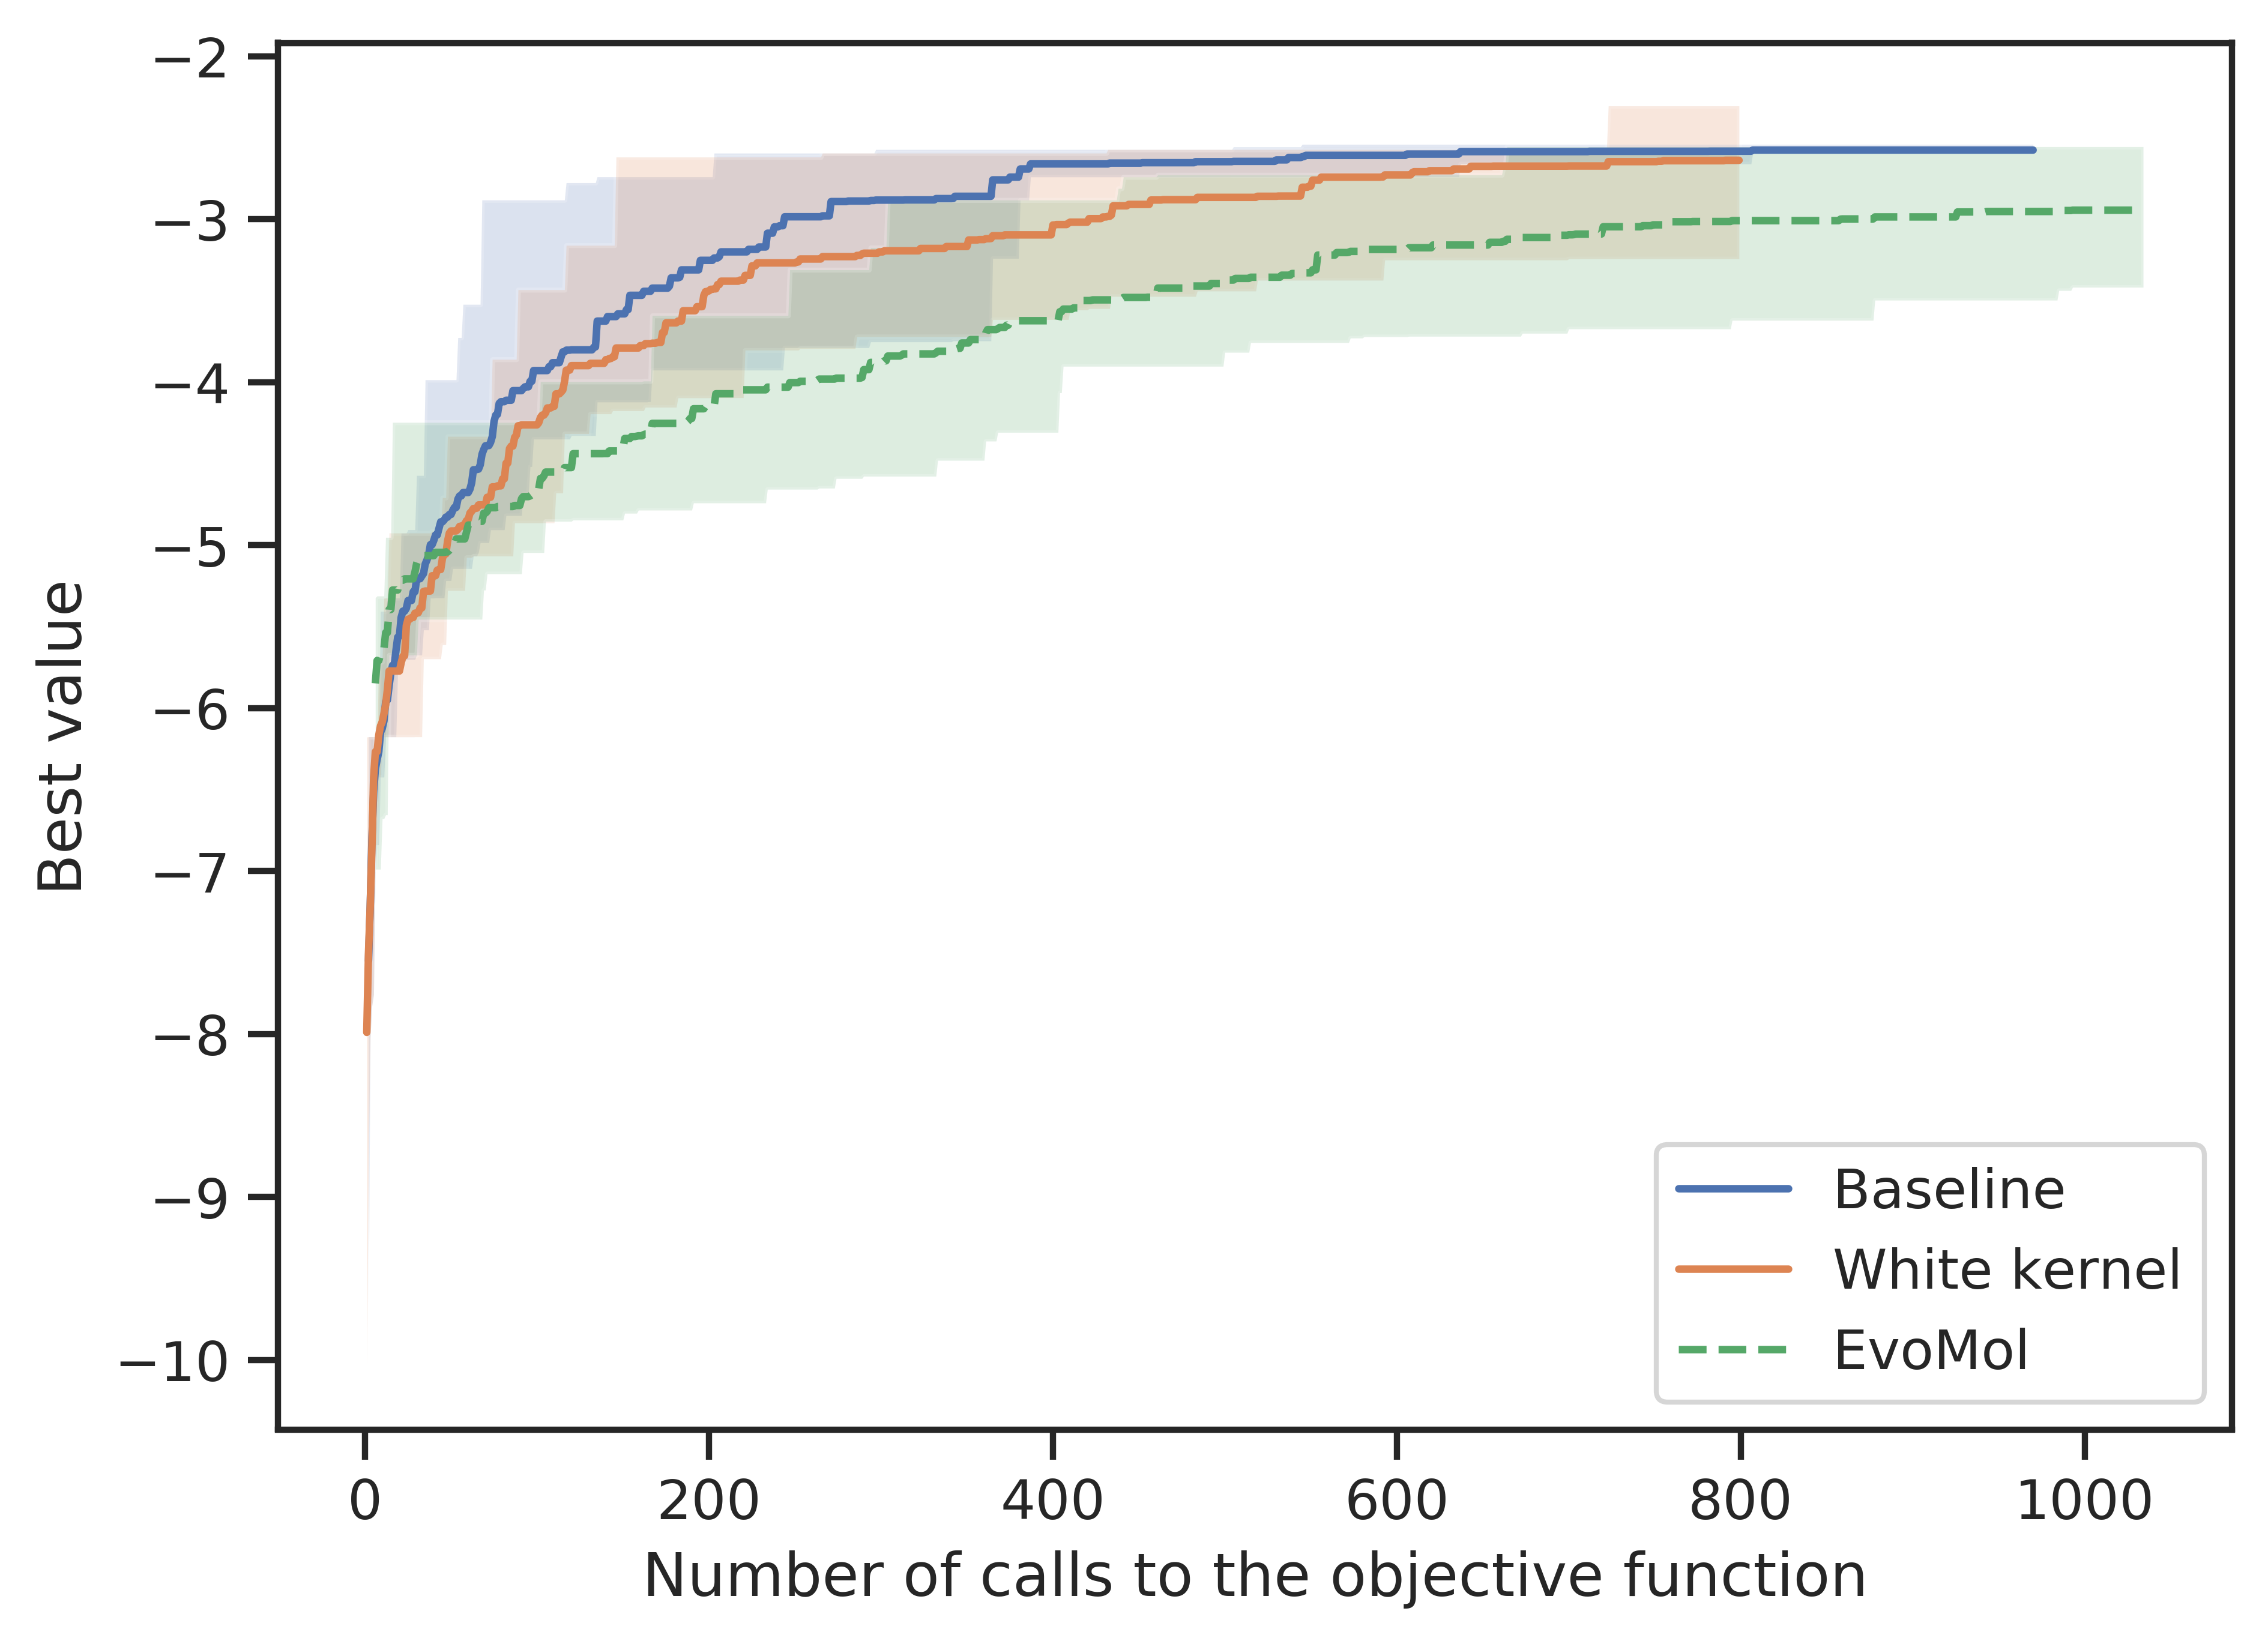 −2
−3
−4
−5
−6
−7
−8
−9
−10
Best value
0 200 400 600 800 1000
Number of calls to the objective function
Baseline
White kernel
EvoMol